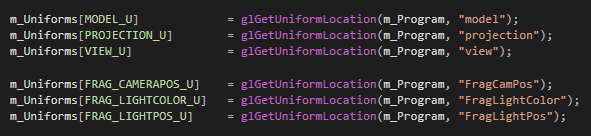 m_Uniforms[MODEL_U] = glGetUniformLocation(m_Program, "model");
m_Uniforms[PROJECTION_U] = glGetUniformLocation(m_Program, "projection");
m_Uniforms[VIEW_U] = glGetUniformLocation(m_Program, "view");
m_Uniforms[FRAG_CAMERAPOS_U] = glGetUniformLocation(m_Program, "FragCamPos");
m_Uniforms[FRAG_LIGHTCOLOR_U] = glGetUniformLocation(m_Program, "FragLightColor");
m_Uniforms[FRAG_LIGHTPOS_U] = glGetUniformLocation(m_Program, "FragLightPos");